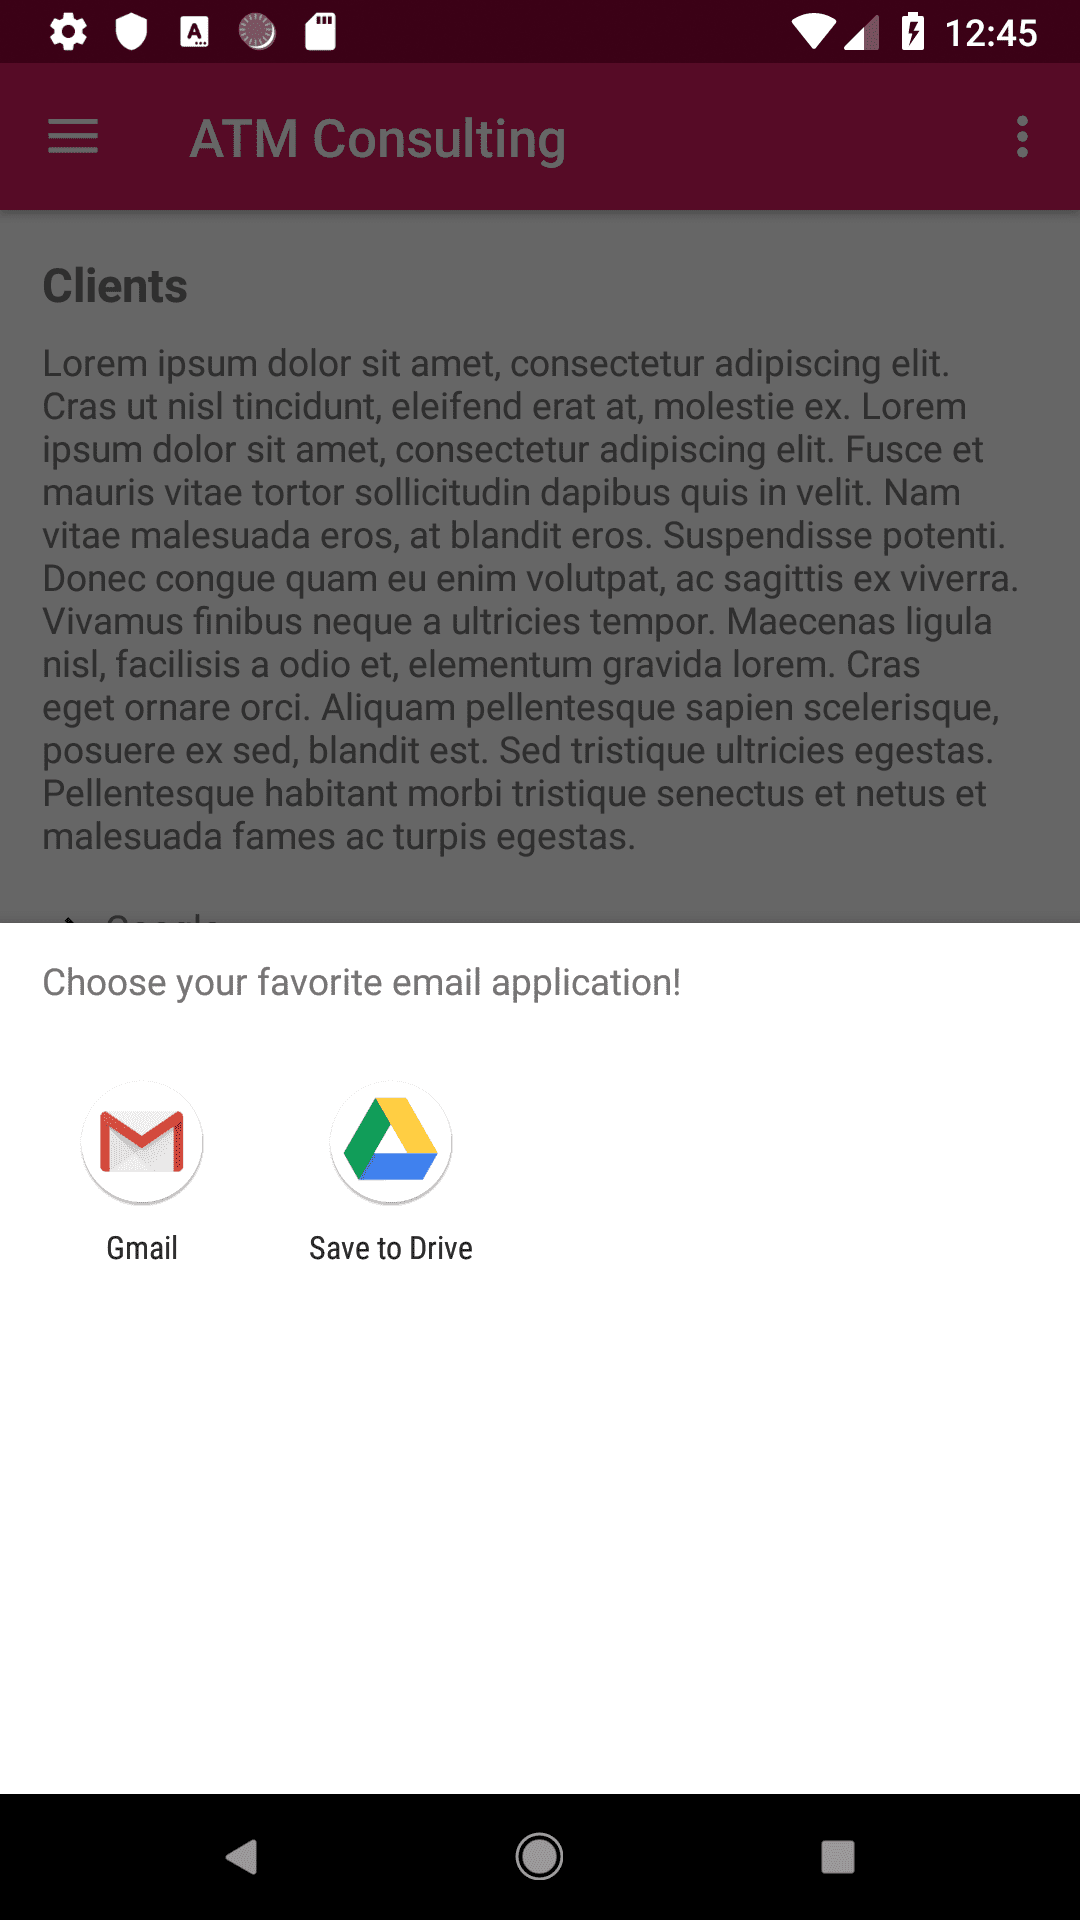 12:45
ATM Consulting
Clients
Lorem ipsum dolor sit amet, consectetur adipiscing elit.
Cras ut nisl tincidunt, eleifend erat at, molestie ex. Lorem
ipsum dolor sit amet, consectetur adipiscing elit. Fusce et
mauris vitae tortor sollicitudin dapibus quis in velit. Nam
vitae malesuada eros, at blandit eros. Suspendisse potenti.
Donec congue quam eu enim volutpat, ac sagittis ex viverra.
Vivamus finibus neque a ultricies tempor. Maecenas ligula
nisl, facilisis a odio et, elementum gravida lorem. Cras
eget ornare orci. Aliquam pellentesque sapien scelerisque,
posuere ex sed, blandit est. Sed tristique ultricies egestas.
Pellentesque habitant morbi tristique senectus et netus et
malesuada fames ac turpis egestas.
Google
Choose your favorite email application!
Gmail
Save to Drive